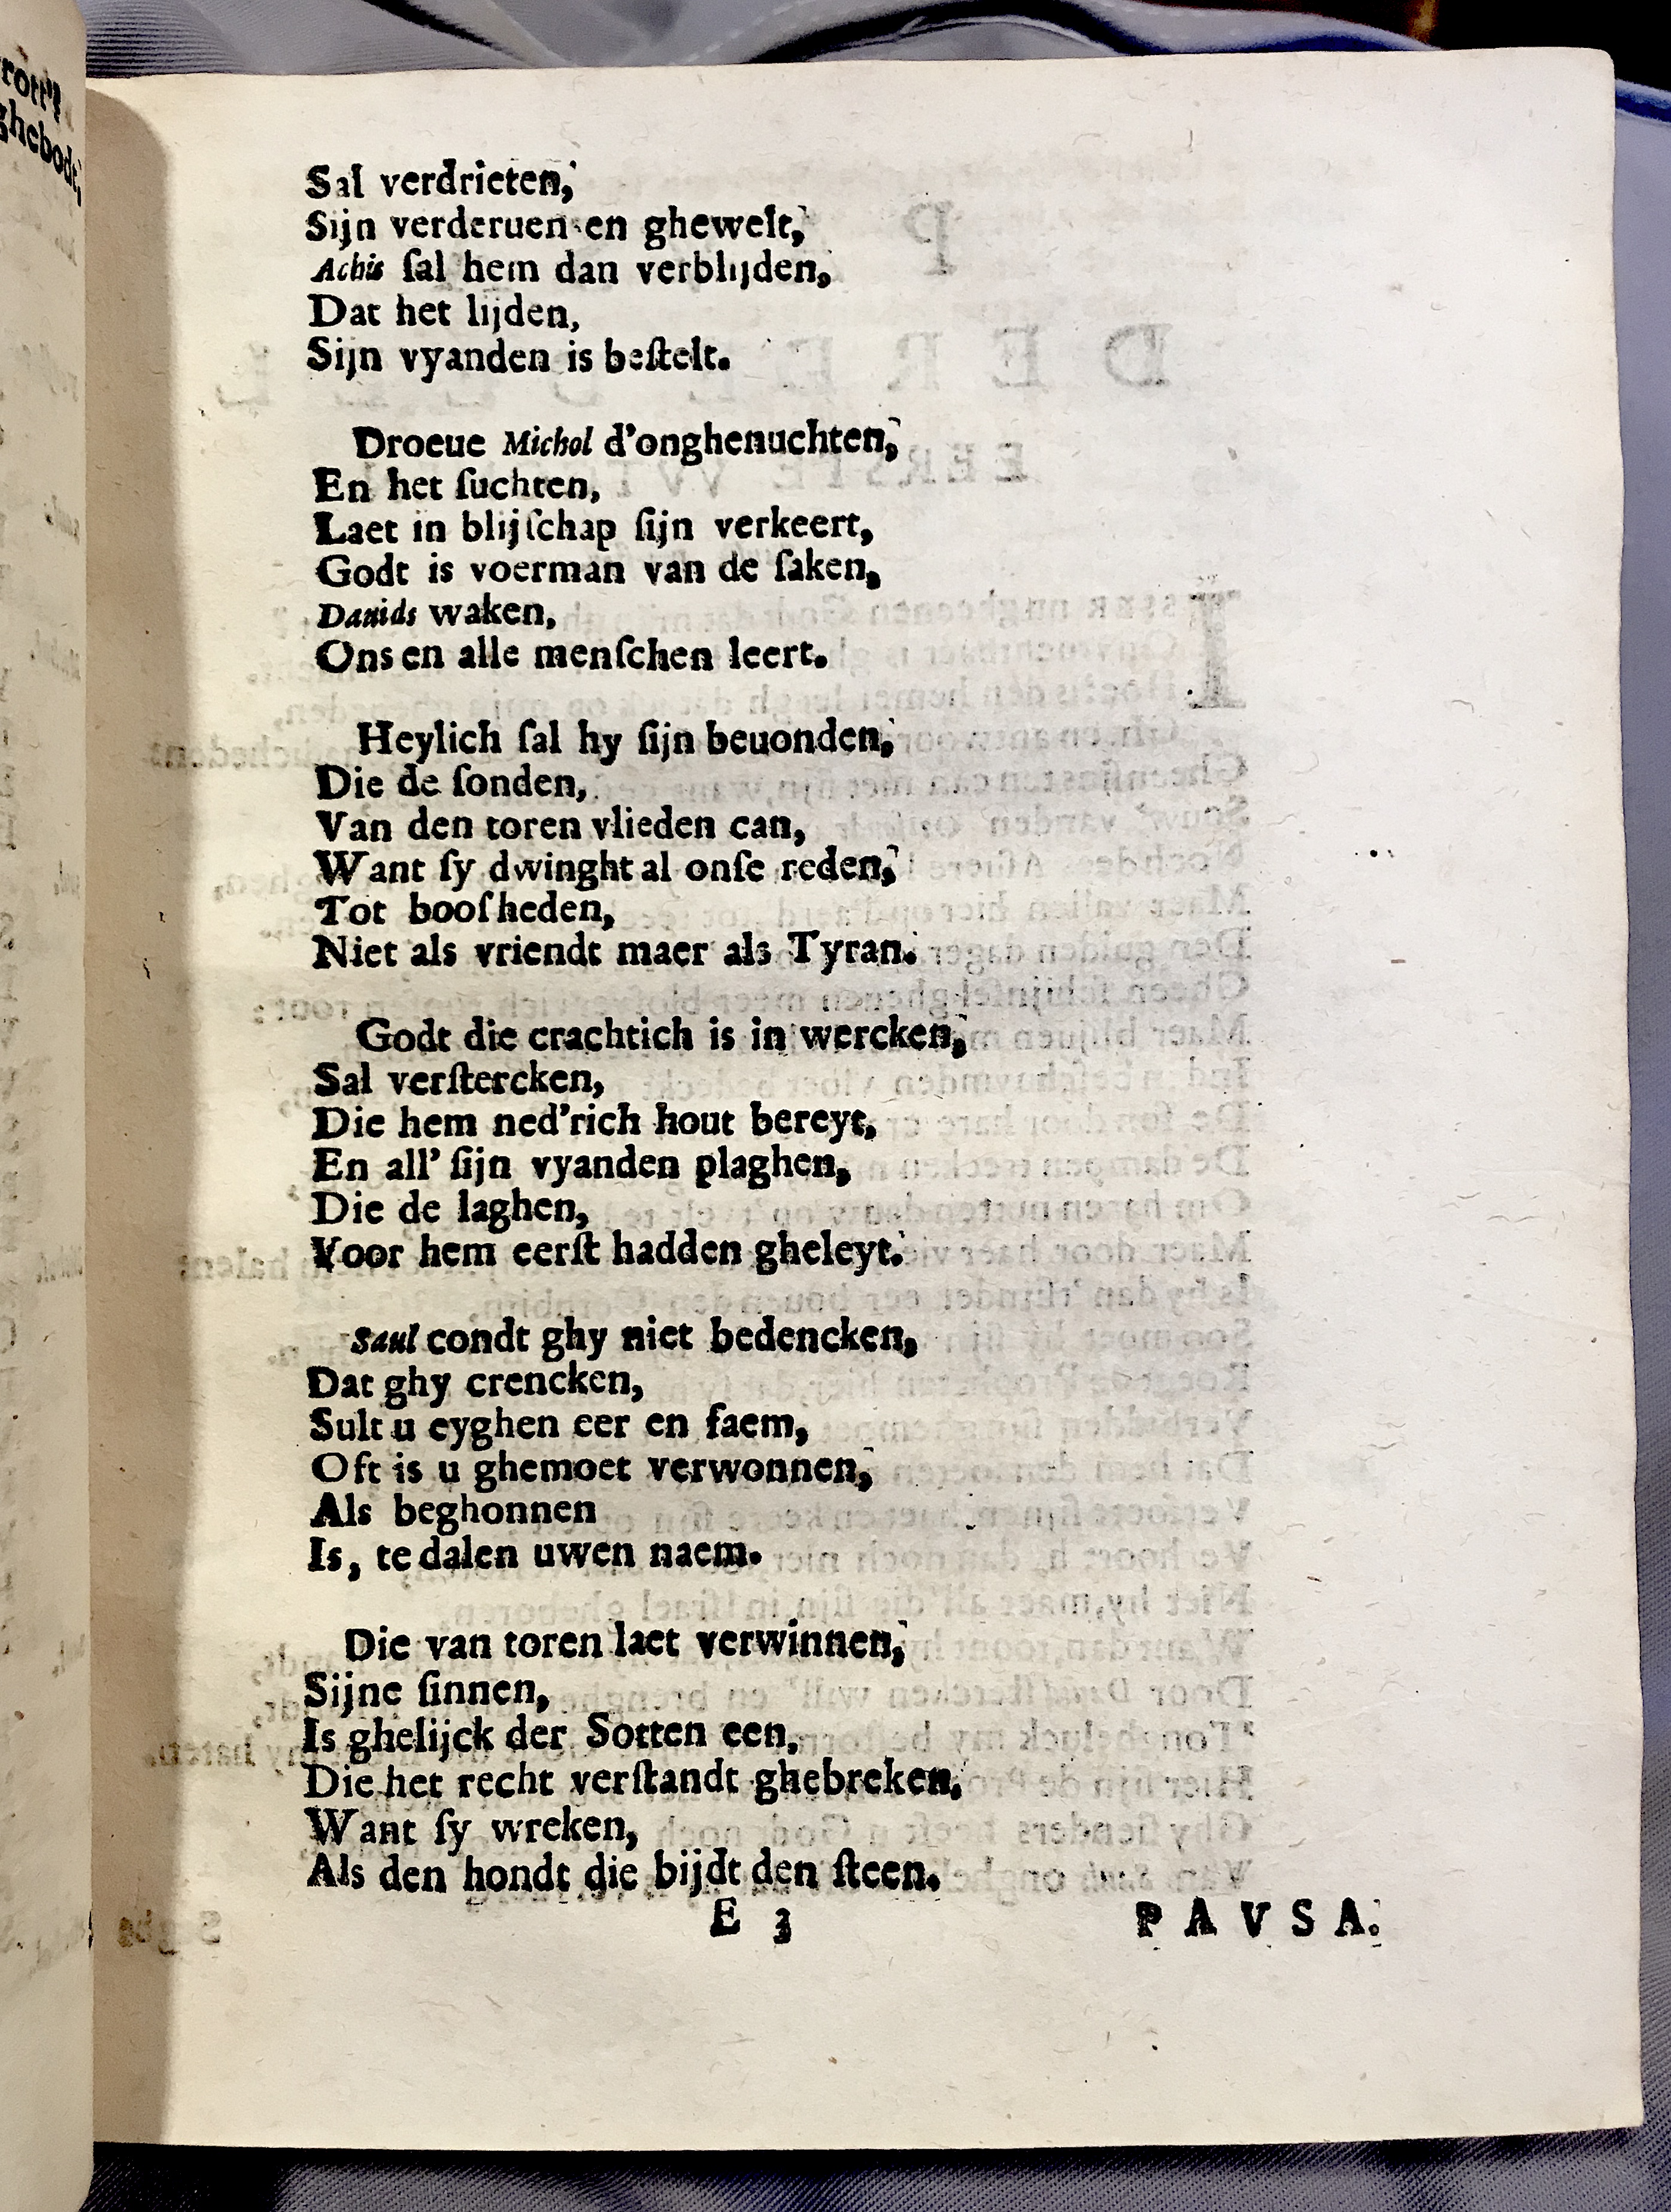 Sal verdrieten,
Sijn verderuen en ghewelt,
Achis ſal hem dan verblijden,
Dat het lijden,
Sijn vyanden is beſtelt.
Droeue Michol d'onghenuchten,
En het ſuchten,
Laet in blijſchap ſijn verkeert,
Godt is voerman van de ſaken,
Dauids waken,
Ons en alle menſchen leert.
Heylich ſal hy ſijn beuonden,
Die de ſonden,
Van den toren vlieden can,
Want ſy dwinght al onſe reden,
Tot booſheden,
Niet als vriendt maer als Tyran.
Godt die crachtich is in wercken,
Sal verſtercken,
Die hem ned'rich hout bereyt,
En all' ſijn vyanden plaghen,
Die de laghen,
Voor hem eerſt hadden gheleyt.
Saul condt ghy niet bedencken,
Dat ghy crencken,
Sult u eyghen eer en faem,
Oft is u ghemoet verwonnen,
Als beghonnen
Is, te dalen uwen naem.
Die van toren laet verwinnen,
Sijne ſinnen,
Is ghelijck der Sotten een,
Die het recht verſtandt ghebreken,
Want ſy wreken,
Als den hondt die bijdt den ſteen.
E 3 PAVSA.
ghebodt,